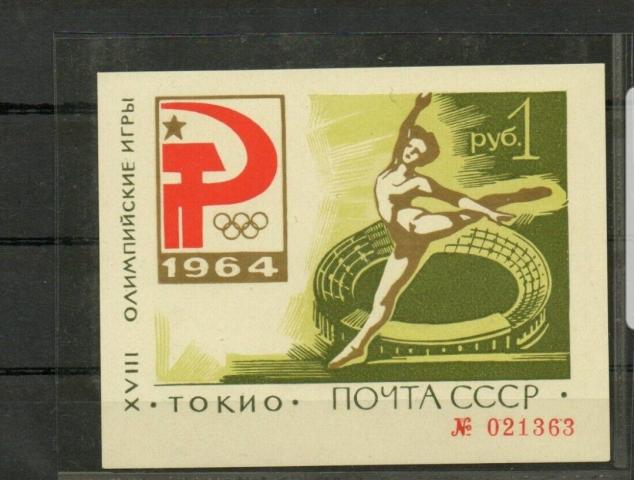 XVIII ОЛИМПИЙСКИЕ ИГРЫ
1964
руб. 1
• ТОКИО • ПОЧТА СССР •
№ 021363